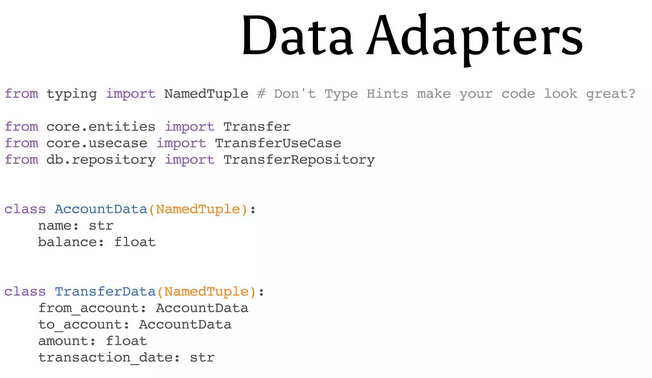 Data Adapters
from typing import NamedTuple # Don't Type Hints make your code look great?
from core.entities import Transfer
from core.usecase import TransferUseCase
from db.repository import TransferRepository
class AccountData(NamedTuple):
    name: str
    balance: float
class TransferData(NamedTuple):
    from_account: AccountData
    to_account: AccountData
    amount: float
    transaction_date: str